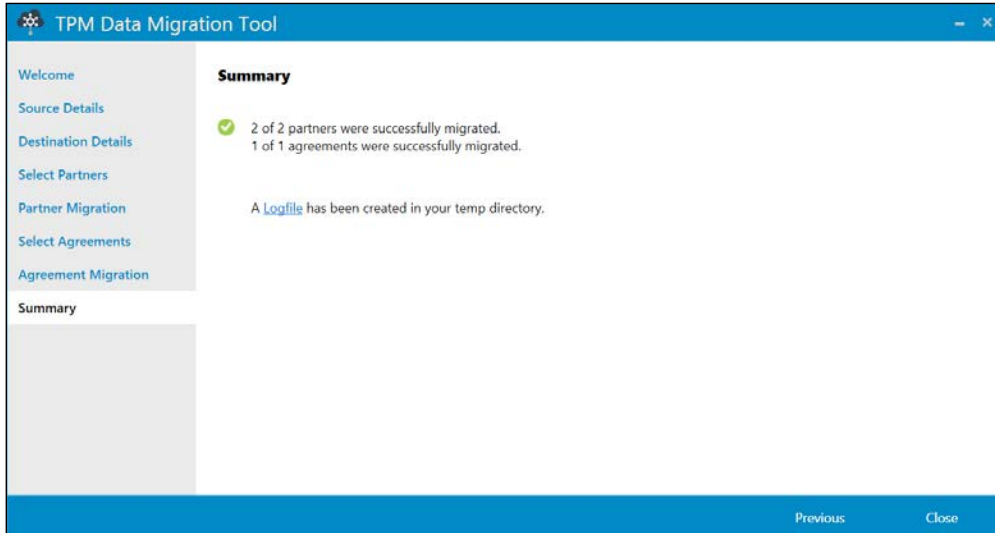 TPM Data Migration Tool
Welcome
Source Details
Destination Details
Select Partners
Partner Migration
Select Agreements
Agreement Migration
Summary
Summary
2 of 2 partners were successfully migrated.
1 of 1 agreements were successfully migrated.
A Logfile has been created in your temp directory.
Previous
Close